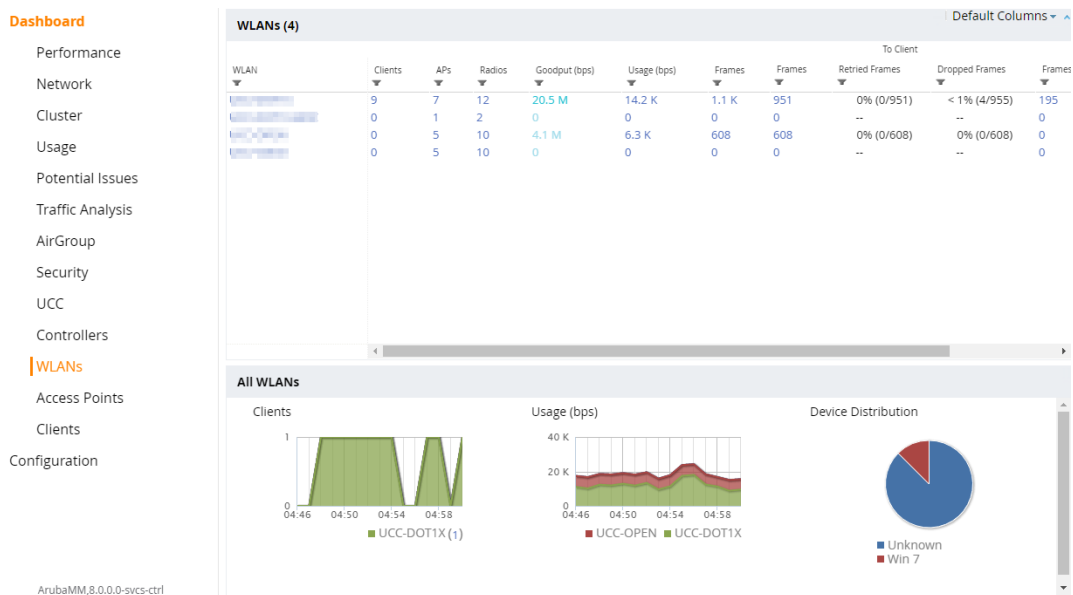 Dashboard
Performance
Network
Cluster
Usage
Potential Issues
Traffic Analysis
AirGroup
Security
UCC
Controllers
WLANs
Access Points
Clients
Configuration
ArubaMM,8.0.0.0-svcs-ctrl
WLANs (4)
Default Columns
To Client
WLAN Clients APs Radios Goodput (bps) Usage (bps) Frames Frames Retried Frames Dropped Frames Frames
9 7 12 20.5 M 14.2 K 1.1 K 951 0% (0/951) < 1% (4/955) 195
0 1 2 0 0 0 0 -- -- 0
0 5 10 4.1 M 6.3 K 608 608 0% (0/608) 0% (0/608) 0
0 5 10 0 0 0 0 -- -- 0
All WLANs
Clients
1
0
04:46 04:50 04:54 04:58
UCC-DOT1X (1)
Usage (bps)
40 K
20 K
0
04:46 04:50 04:54 04:58
UCC-OPEN UCC-DOT1X
Device Distribution
Unknown
Win 7